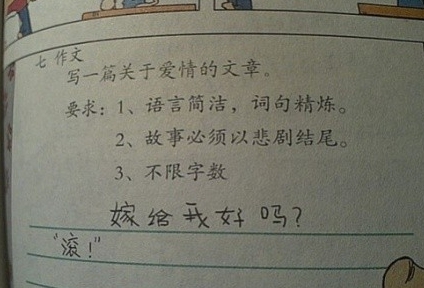 七 作文
写一篇关于爱情的文章。
要求：1、语言简洁，词句精炼。
2、故事必须以悲剧结尾。
3、不限字数
嫁给我好吗？
“滚！”